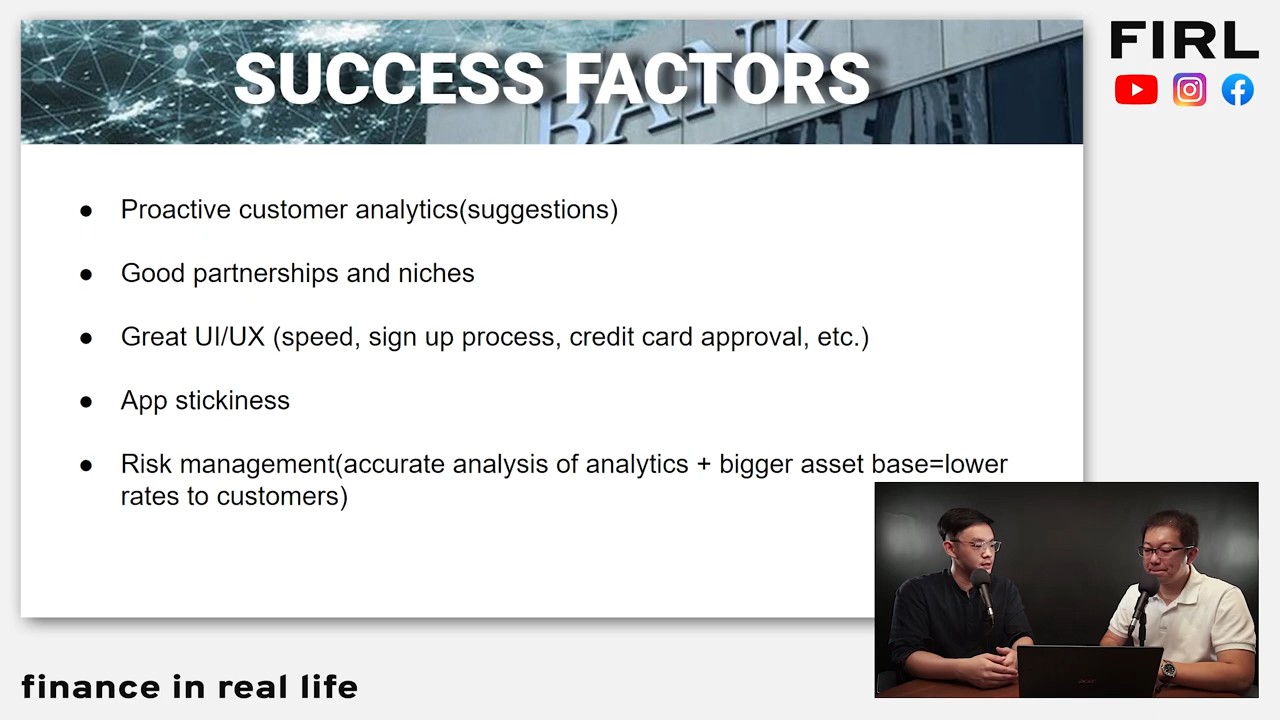 SUCCESS FACTORS
BANK
FIRL
● Proactive customer analytics(suggestions)
● Good partnerships and niches
● Great UI/UX (speed, sign up process, credit card approval, etc.)
● App stickiness
● Risk management(accurate analysis of analytics + bigger asset base=lower
rates to customers)
acer
finance in real life